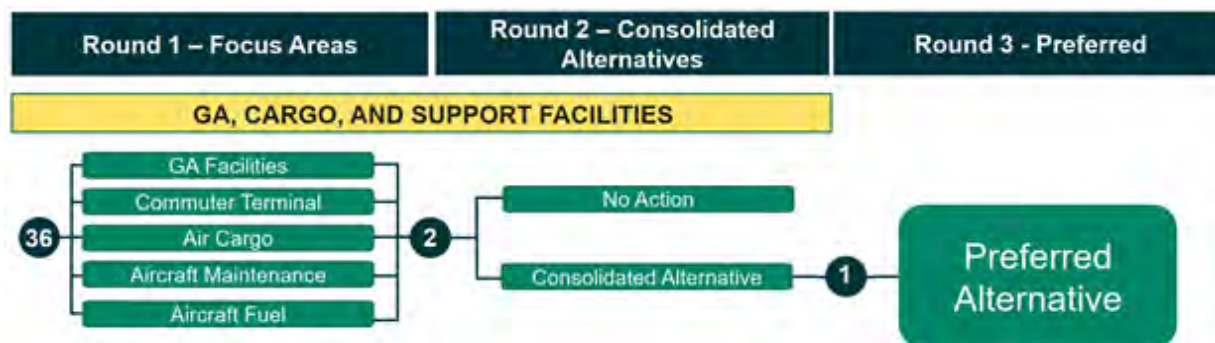 Round 1 – Focus Areas
Round 2 – Consolidated
Alternatives
Round 3 - Preferred
GA, CARGO, AND SUPPORT FACILITIES
GA Facilities
Commuter Terminal
Air Cargo
Aircraft Maintenance
Aircraft Fuel
36
2
No Action
Consolidated Alternative
1
Preferred
Alternative